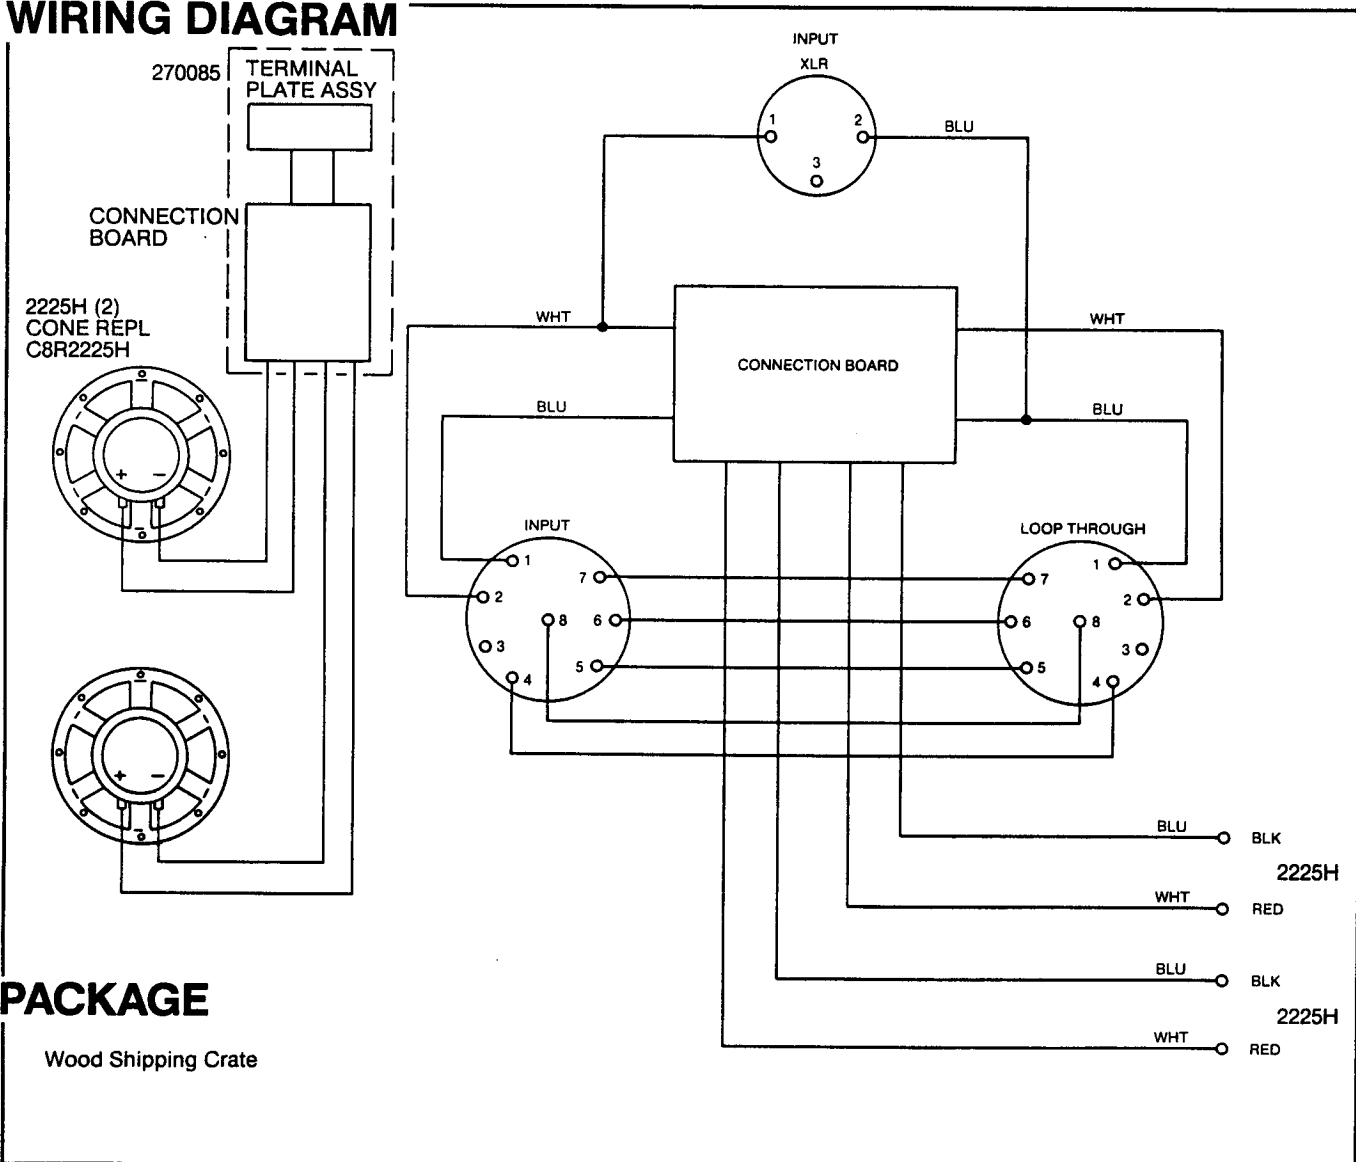 WIRING DIAGRAM
270085
TERMINAL
PLATE ASSY
CONNECTION
BOARD
2225H (2)
CONE REPL
C8R2225H
+ −
+ −
INPUT
XLR
1
2
3
BLU
WHT
WHT
CONNECTION BOARD
BLU
BLU
INPUT
1
2
3
4
5
6
7
8
LOOP THROUGH
1
2
3
4
5
6
7
8
BLU
BLK
2225H
WHT
RED
BLU
BLK
2225H
WHT
RED
PACKAGE
Wood Shipping Crate